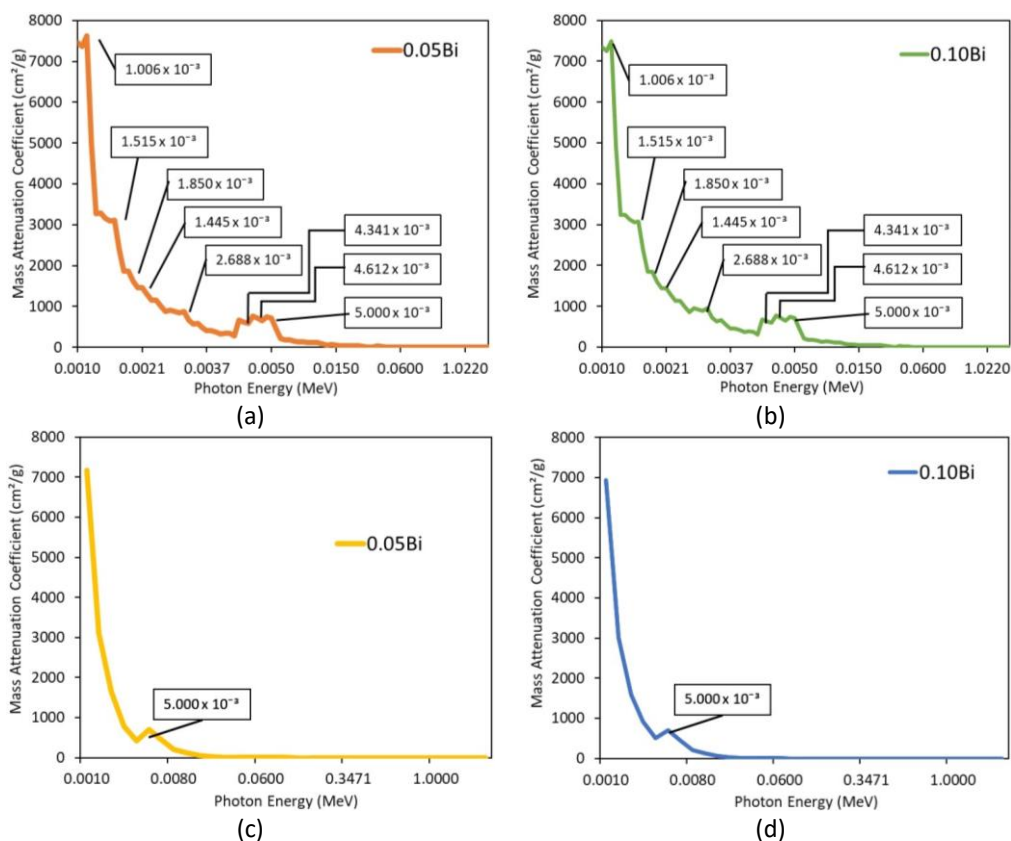 8000
7000
6000
5000
4000
3000
2000
1000
0
Mass Attenuation Coefficient (cm²/g)
0.05Bi
1.006 x 10⁻³
1.515 x 10⁻³
1.850 x 10⁻³
1.445 x 10⁻³
2.688 x 10⁻³
4.341 x 10⁻³
4.612 x 10⁻³
5.000 x 10⁻³
0.0010 0.0021 0.0037 0.0050 0.0150 0.0600 1.0220
Photon Energy (MeV)
(a)
8000
7000
6000
5000
4000
3000
2000
1000
0
Mass Attenuation Coefficient (cm²/g)
0.10Bi
1.006 x 10⁻³
1.515 x 10⁻³
1.850 x 10⁻³
1.445 x 10⁻³
2.688 x 10⁻³
4.341 x 10⁻³
4.612 x 10⁻³
5.000 x 10⁻³
0.0010 0.0021 0.0037 0.0050 0.0150 0.0600 1.0220
Photon Energy (MeV)
(b)
8000
7000
6000
5000
4000
3000
2000
1000
0
Mass Attenuation Coefficient (cm²/g)
0.05Bi
5.000 x 10⁻³
0.0010 0.0080 0.0600 0.3471 1.0000
Photon Energy (MeV)
(c)
8000
7000
6000
5000
4000
3000
2000
1000
0
Mass Attenuation Coefficient (cm²/g)
0.10Bi
5.000 x 10⁻³
0.0010 0.0080 0.0600 0.3471 1.0000
Photon Energy (MeV)
(d)